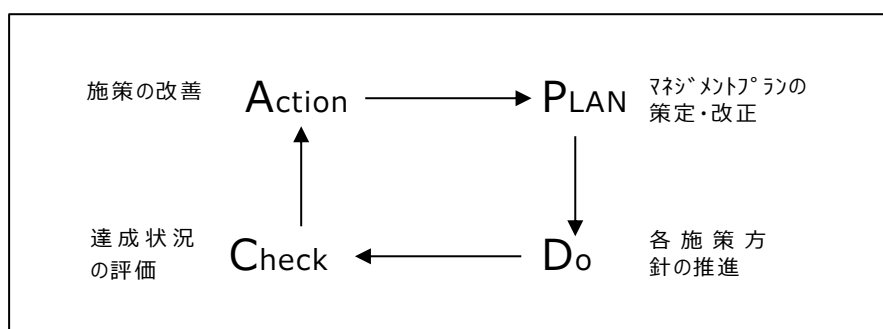 施策の改善
Action
PLAN
ﾏﾈｼﾞﾒﾝﾄﾌﾟﾗﾝの
策定・改正
達成状況
の評価
Check
Do
各施策方
針の推進